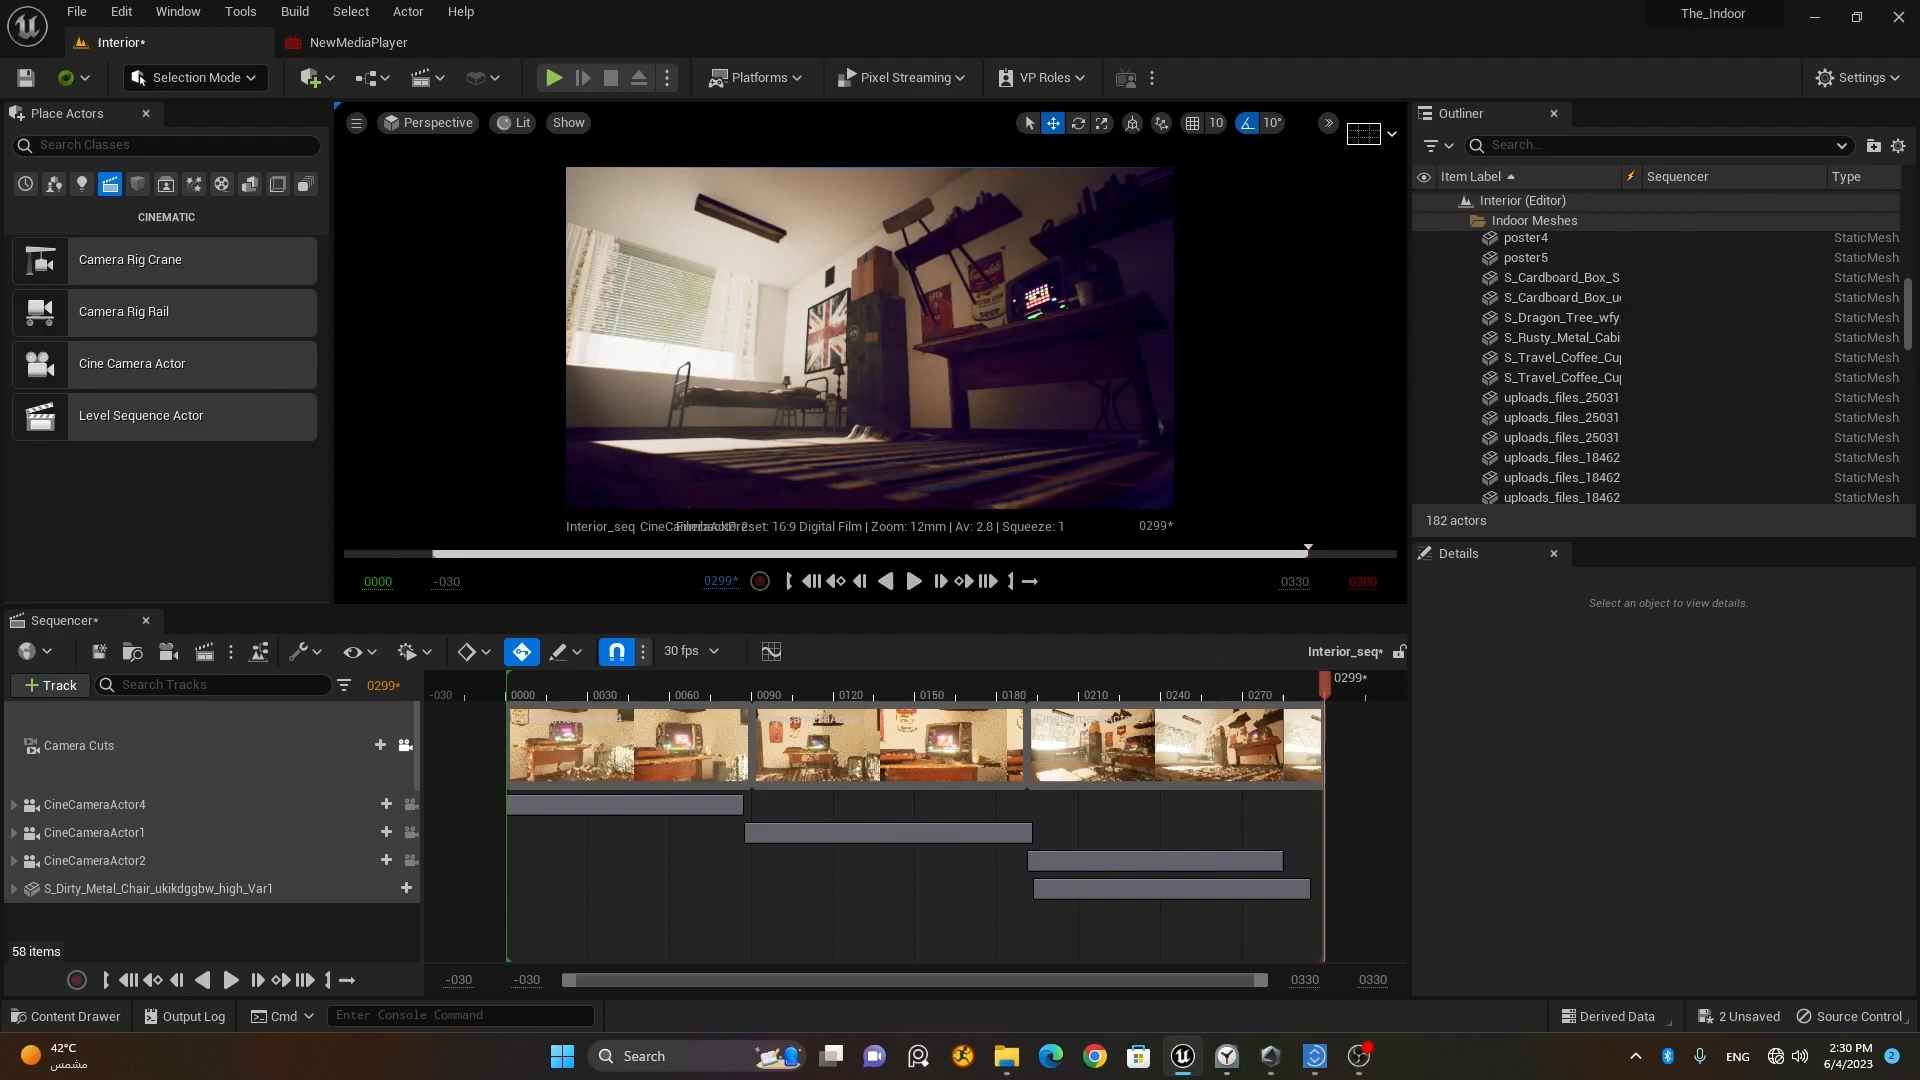 File Edit Window Tools Build Select Actor Help
The_Indoor
Interior*
NewMediaPlayer
Selection Mode
Platforms
Pixel Streaming
VP Roles
Settings
Place Actors
Search Classes
CINEMATIC
Camera Rig Crane
Camera Rig Rail
Cine Camera Actor
Level Sequence Actor
Perspective
Lit
Show
10
10°
Interior_seq
Preset: 16:9 Digital Film | Zoom: 12mm | Av: 2.8 | Squeeze: 1
0299*
0000
-030
0299*
0330
0300
Outliner
Search...
Item Label
Sequencer
Type
Interior (Editor)
Indoor Meshes
poster4 StaticMesh
poster5 StaticMesh
S_Cardboard_Box_S StaticMesh
S_Cardboard_Box_u StaticMesh
S_Dragon_Tree_wfy StaticMesh
S_Rusty_Metal_Cabi StaticMesh
S_Travel_Coffee_Cu StaticMesh
S_Travel_Coffee_Cu StaticMesh
uploads_files_25031 StaticMesh
uploads_files_25031 StaticMesh
uploads_files_25031 StaticMesh
uploads_files_18462 StaticMesh
uploads_files_18462 StaticMesh
uploads_files_18462 StaticMesh
182 actors
Details
Select an object to view details.
Sequencer*
30 fps
Interior_seq*
Track
Search Tracks
0299*
-030 0000 0030 0060 0090 0120 0150 0180 0210 0240 0270
0299*
Camera Cuts
CineCameraActor4
CineCameraActor1
CineCameraActor2
S_Dirty_Metal_Chair_ukikdggbw_high_Var1
58 items
-030
-030
0330
0330
Content Drawer
Output Log
Cmd
Enter Console Command
Derived Data
2 Unsaved
Source Control
42°C
مشمس
Search
ENG
2:30 PM
6/4/2023
2